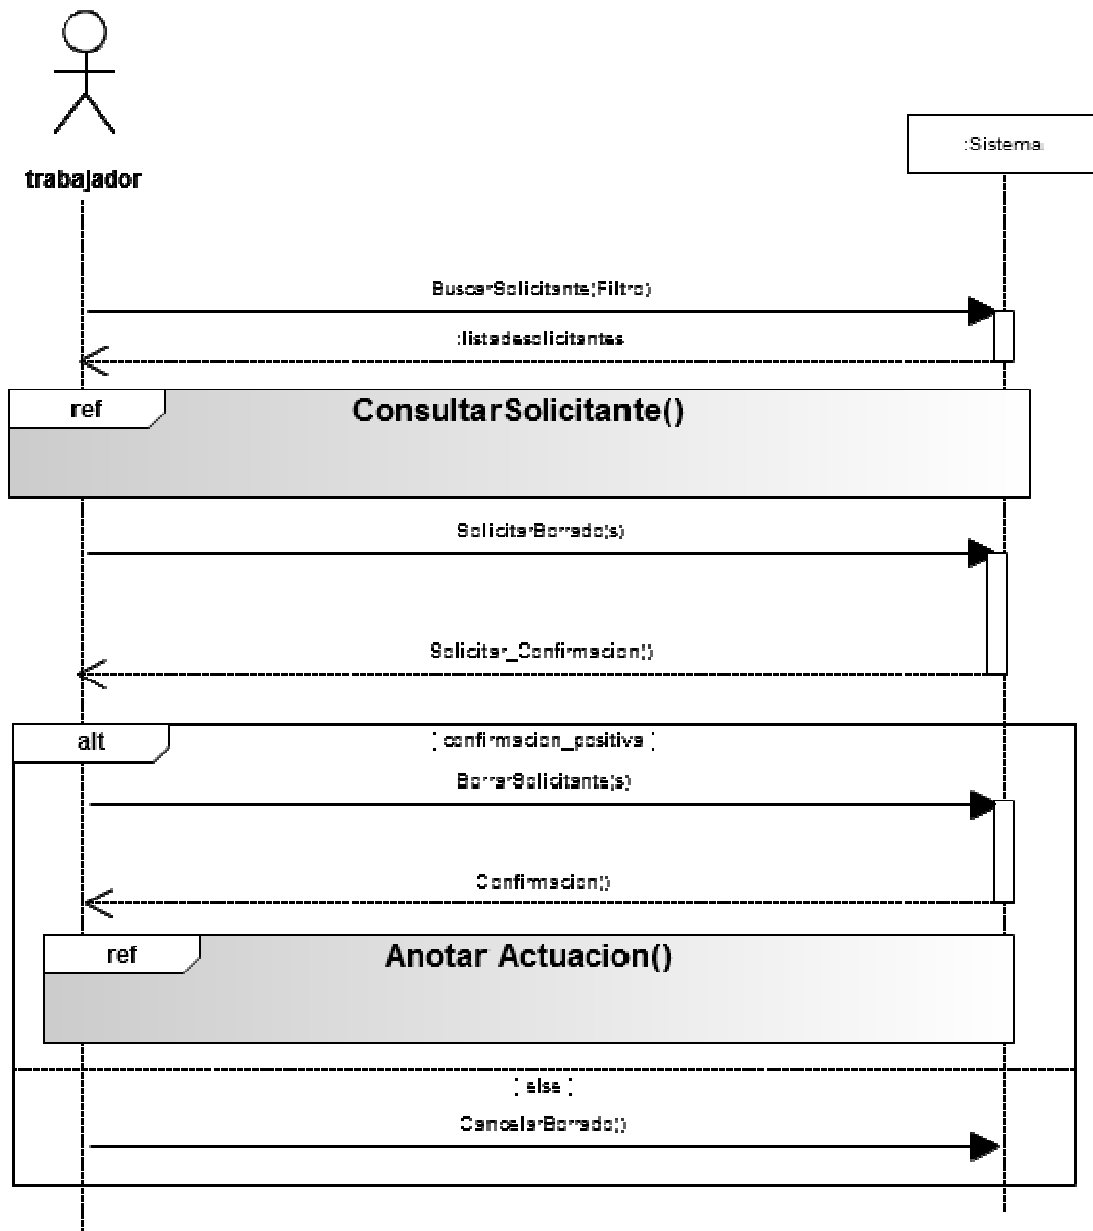 :Sistema
trabajador
BuscarSolicitante(Filtro)
:listadesolicitantes
ref
ConsultarSolicitante()
SolicitarBorrado(s)
Solicitar_Confirmacion()
alt
[ confirmacion_positiva ]
BorrarSolicitante(s)
Confirmacion()
ref
Anotar Actuacion()
[ else ]
CancelarBorrado()